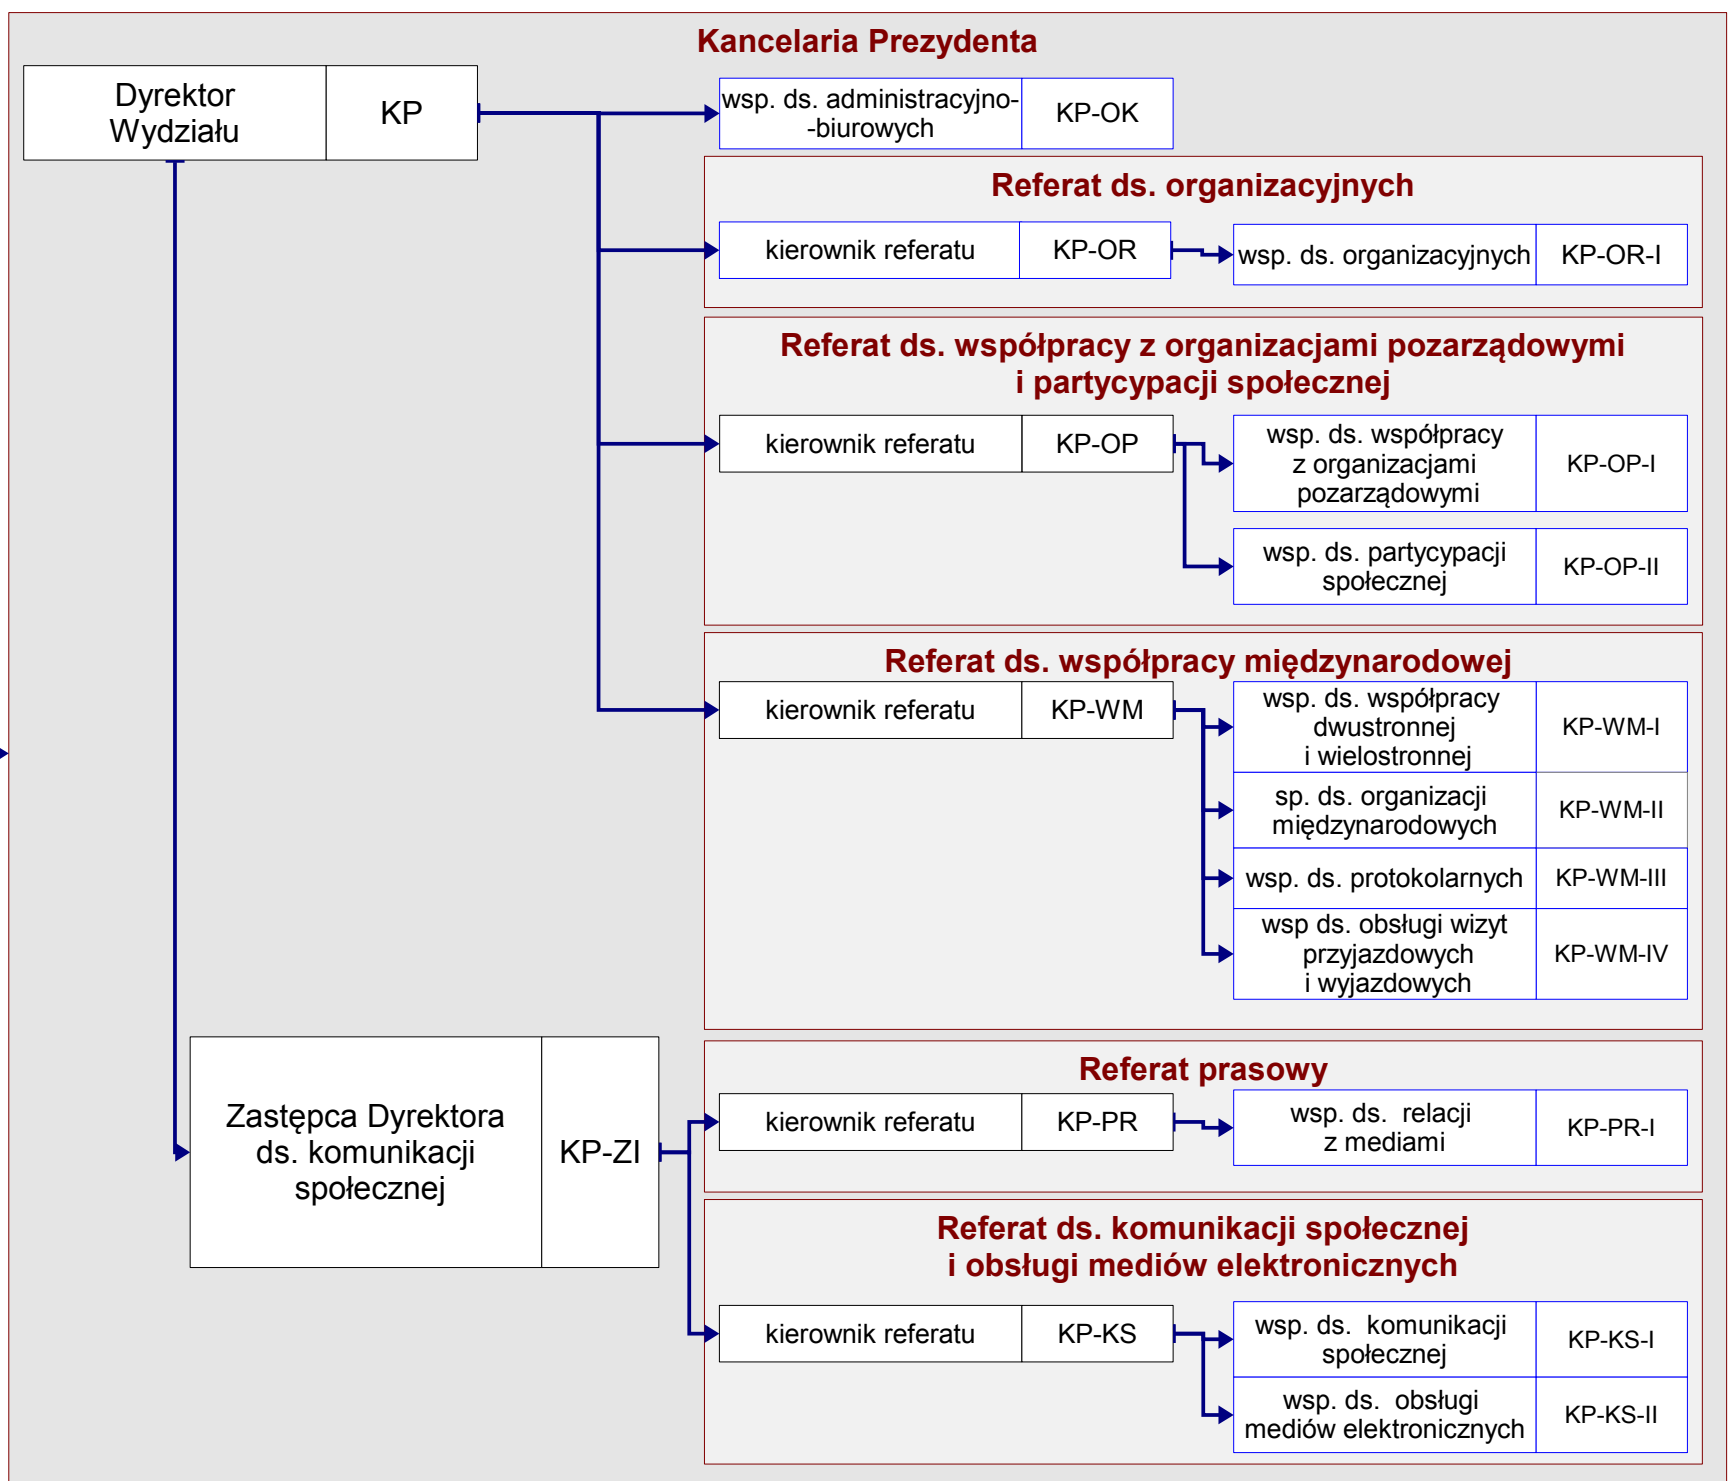 Kancelaria Prezydenta
Dyrektor
Wydziału
KP
wsp. ds. administracyjno-
-biurowych
KP-OK
Referat ds. organizacyjnych
kierownik referatu
KP-OR
wsp. ds. organizacyjnych
KP-OR-I
Referat ds. współpracy z organizacjami pozarządowymi
i partycypacji społecznej
kierownik referatu
KP-OP
wsp. ds. współpracy
z organizacjami
pozarządowymi
KP-OP-I
wsp. ds. partycypacji
społecznej
KP-OP-II
Referat ds. współpracy międzynarodowej
kierownik referatu
KP-WM
wsp. ds. współpracy
dwustronnej
i wielostronnej
KP-WM-I
sp. ds. organizacji
międzynarodowych
KP-WM-II
wsp. ds. protokolarnych
KP-WM-III
wsp ds. obsługi wizyt
przyjazdowych
i wyjazdowych
KP-WM-IV
Zastępca Dyrektora
ds. komunikacji
społecznej
KP-ZI
Referat prasowy
kierownik referatu
KP-PR
wsp. ds. relacji
z mediami
KP-PR-I
Referat ds. komunikacji społecznej
i obsługi mediów elektronicznych
kierownik referatu
KP-KS
wsp. ds. komunikacji
społecznej
KP-KS-I
wsp. ds. obsługi
mediów elektronicznych
KP-KS-II